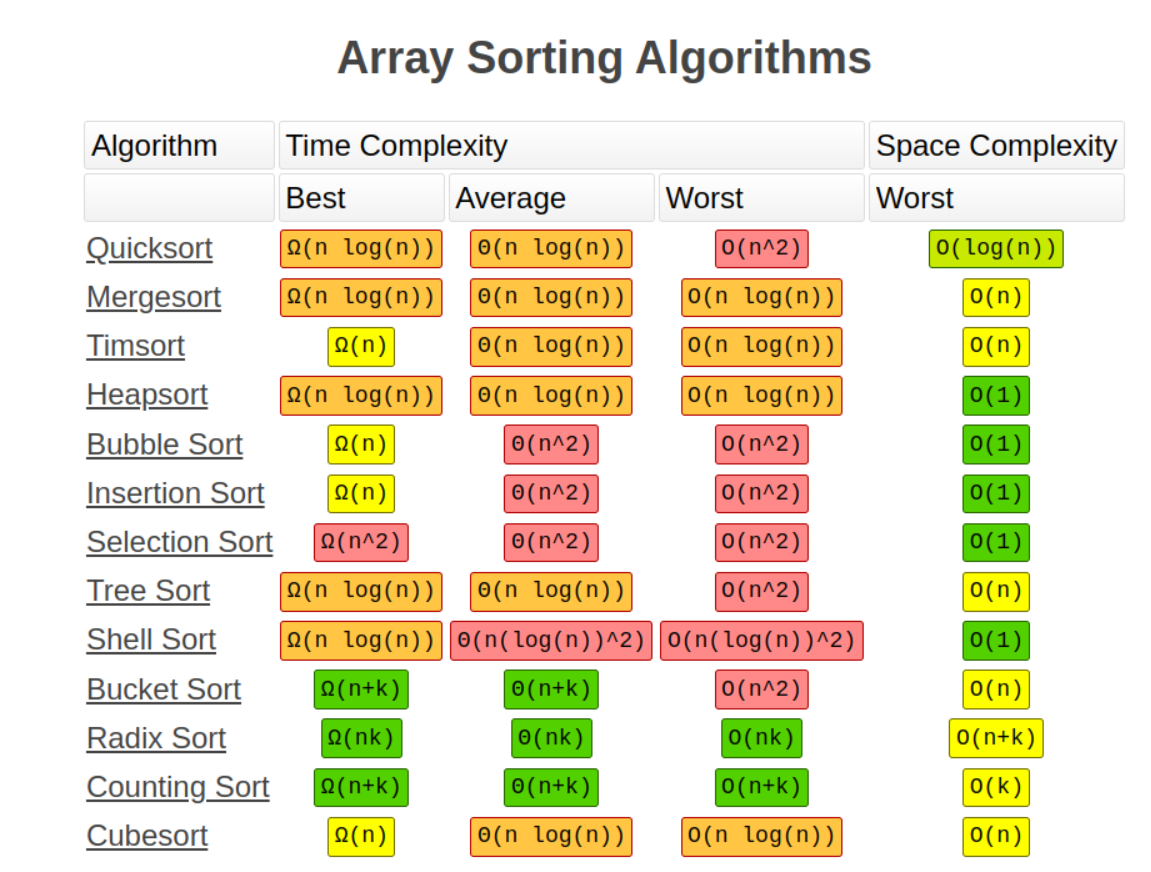 Array Sorting Algorithms
Algorithm Time Complexity Space Complexity
Best Average Worst Worst
Quicksort Ω(n log(n)) Θ(n log(n)) O(n^2) O(log(n))
Mergesort Ω(n log(n)) Θ(n log(n)) O(n log(n)) O(n)
Timsort Ω(n) Θ(n log(n)) O(n log(n)) O(n)
Heapsort Ω(n log(n)) Θ(n log(n)) O(n log(n)) O(1)
Bubble Sort Ω(n) Θ(n^2) O(n^2) O(1)
Insertion Sort Ω(n) Θ(n^2) O(n^2) O(1)
Selection Sort Ω(n^2) Θ(n^2) O(n^2) O(1)
Tree Sort Ω(n log(n)) Θ(n log(n)) O(n^2) O(n)
Shell Sort Ω(n log(n)) Θ(n(log(n))^2) O(n(log(n))^2) O(1)
Bucket Sort Ω(n+k) Θ(n+k) O(n^2) O(n)
Radix Sort Ω(nk) Θ(nk) O(nk) O(n+k)
Counting Sort Ω(n+k) Θ(n+k) O(n+k) O(k)
Cubesort Ω(n) Θ(n log(n)) O(n log(n)) O(n)